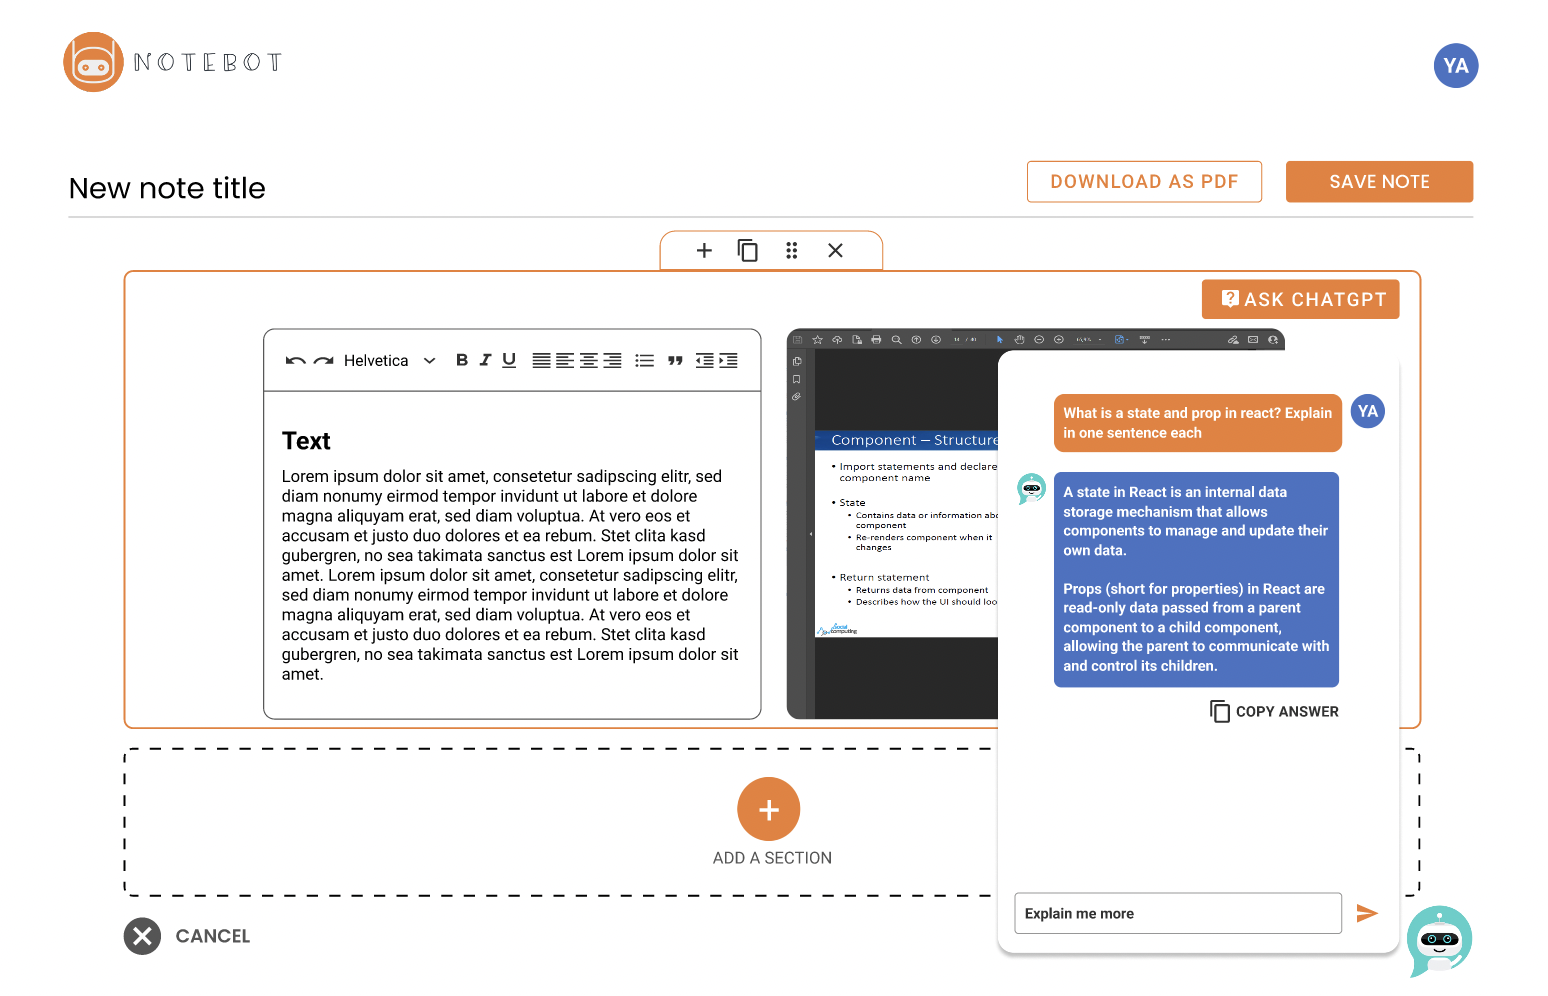 NOTEBOT
YA
New note title
DOWNLOAD AS PDF
SAVE NOTE
ASK CHATGPT
Helvetica
B I U
Text
Lorem ipsum dolor sit amet, consetetur sadipscing elitr, sed
diam nonumy eirmod tempor invidunt ut labore et dolore
magna aliquyam erat, sed diam voluptua. At vero eos et
accusam et justo duo dolores et ea rebum. Stet clita kasd
gubergren, no sea takimata sanctus est Lorem ipsum dolor sit
amet. Lorem ipsum dolor sit amet, consetetur sadipscing elitr,
sed diam nonumy eirmod tempor invidunt ut labore et dolore
magna aliquyam erat, sed diam voluptua. At vero eos et
accusam et justo duo dolores et ea rebum. Stet clita kasd
gubergren, no sea takimata sanctus est Lorem ipsum dolor sit
amet.
Component – Structure
• Import statements and declare
component name
• State
• Contains data or information abo
component
• Re-renders component when it
changes
• Return statement
• Returns data from component
• Describes how the UI should loo
Social
Computing
What is a state and prop in react? Explain
in one sentence each
YA
A state in React is an internal data
storage mechanism that allows
components to manage and update their
own data.
Props (short for properties) in React are
read-only data passed from a parent
component to a child component,
allowing the parent to communicate with
and control its children.
COPY ANSWER
Explain me more
ADD A SECTION
CANCEL